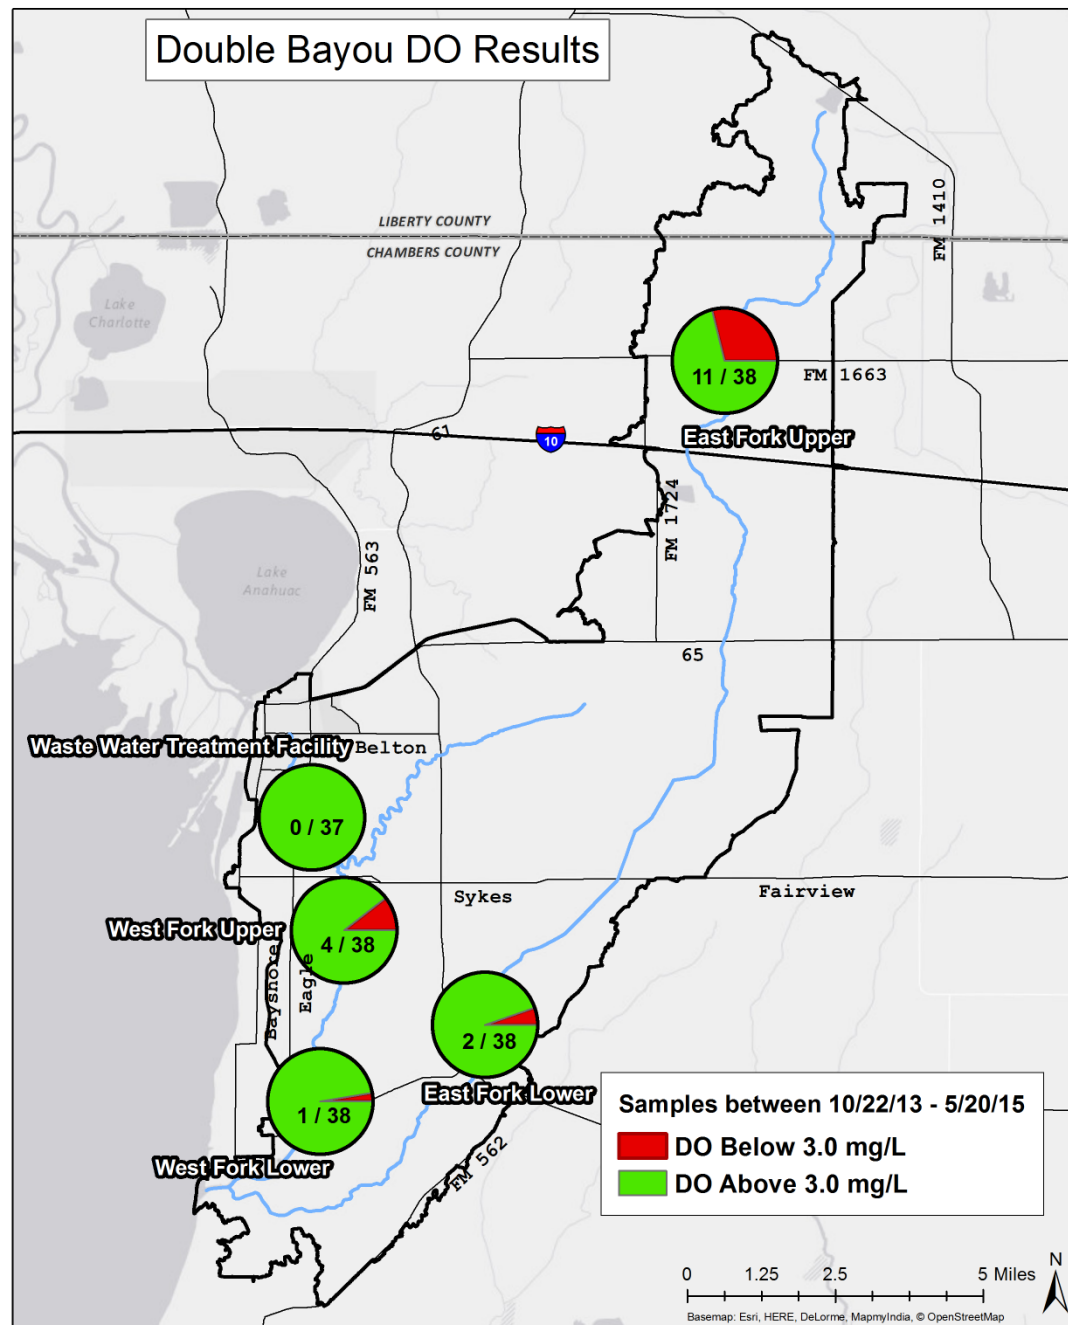 Double Bayou DO Results
FM 1410
LIBERTY COUNTY
CHAMBERS COUNTY
Lake
Charlotte
11 / 38
FM 1663
61
10
East Fork Upper
FM 1724
FM 563
Lake
Anahuac
65
Waste Water Treatment Facility
Belton
0 / 37
Sykes
Fairview
West Fork Upper
4 / 38
Bayshore
Eagle
2 / 38
East Fork Lower
1 / 38
West Fork Lower
FM 562
Samples between 10/22/13 - 5/20/15
DO Below 3.0 mg/L
DO Above 3.0 mg/L
N
0 1.25 2.5 5 Miles
Basemap: Esri, HERE, DeLorme, MapmyIndia, © OpenStreetMap